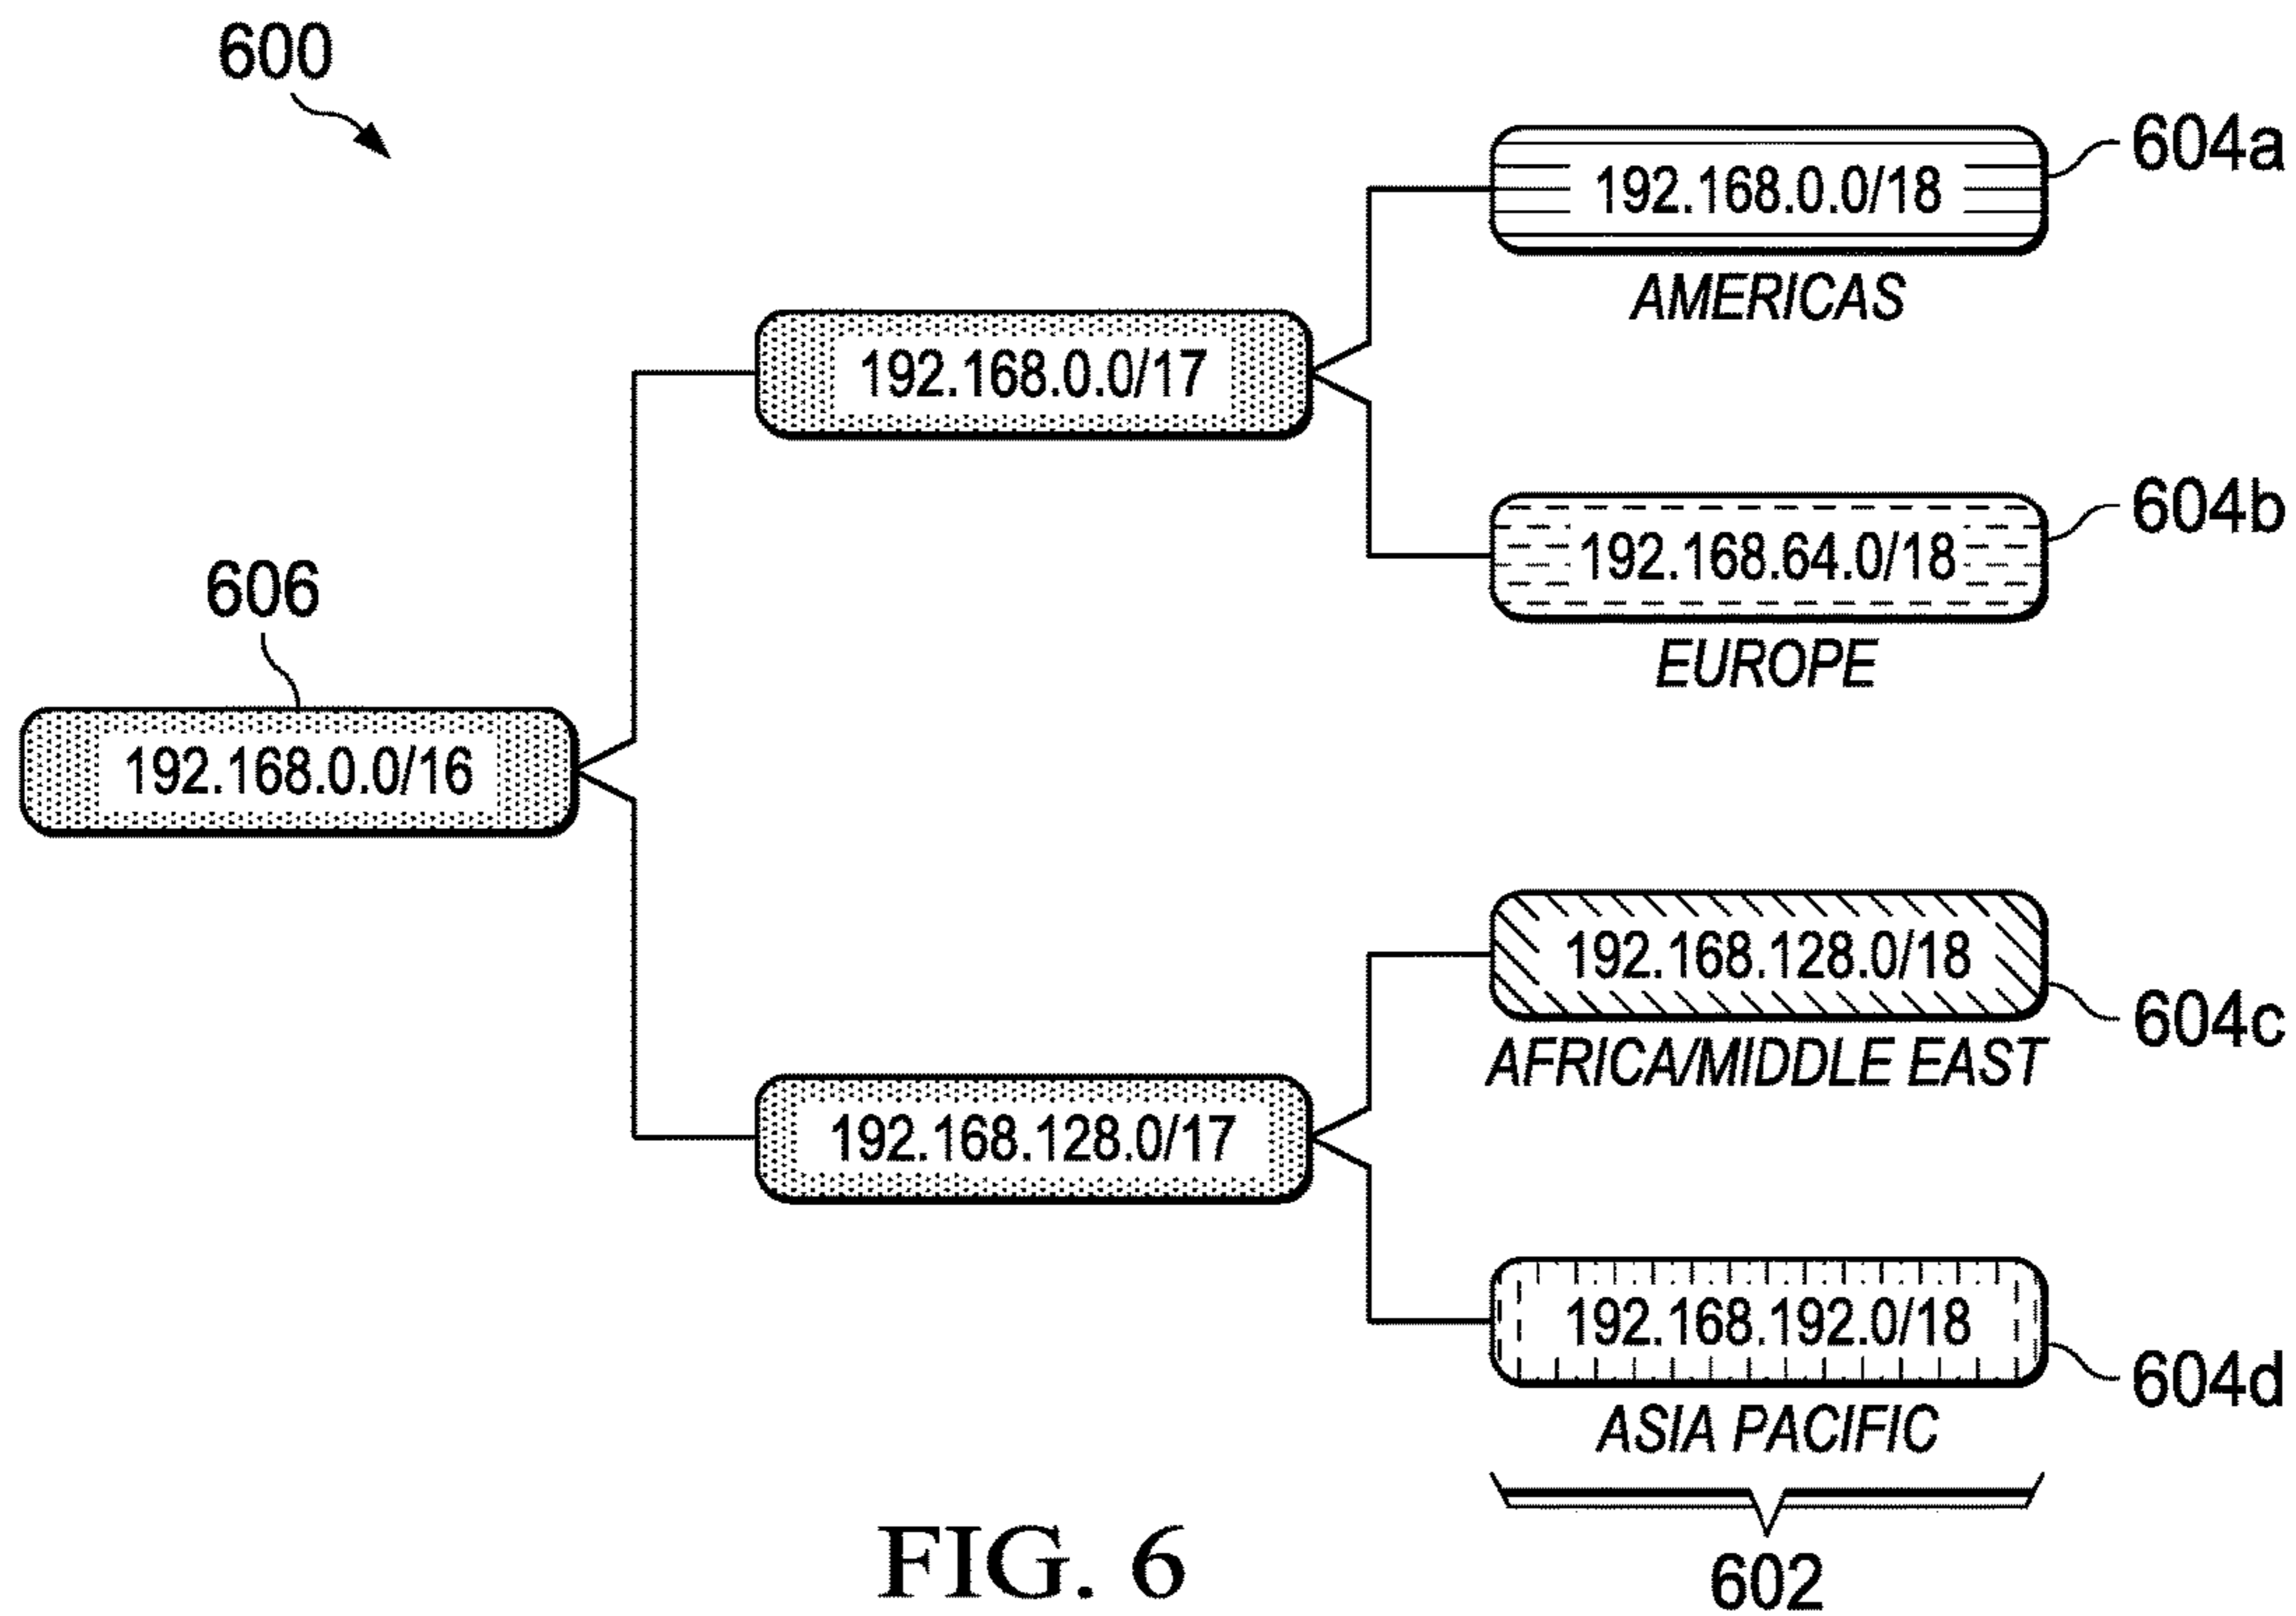 600
192.168.0.0/18
604a
AMERICAS
192.168.0.0/17
192.168.64.0/18
604b
EUROPE
606
192.168.0.0/16
192.168.128.0/18
604c
AFRICA/MIDDLE EAST
192.168.128.0/17
192.168.192.0/18
604d
ASIA PACIFIC
602
FIG. 6